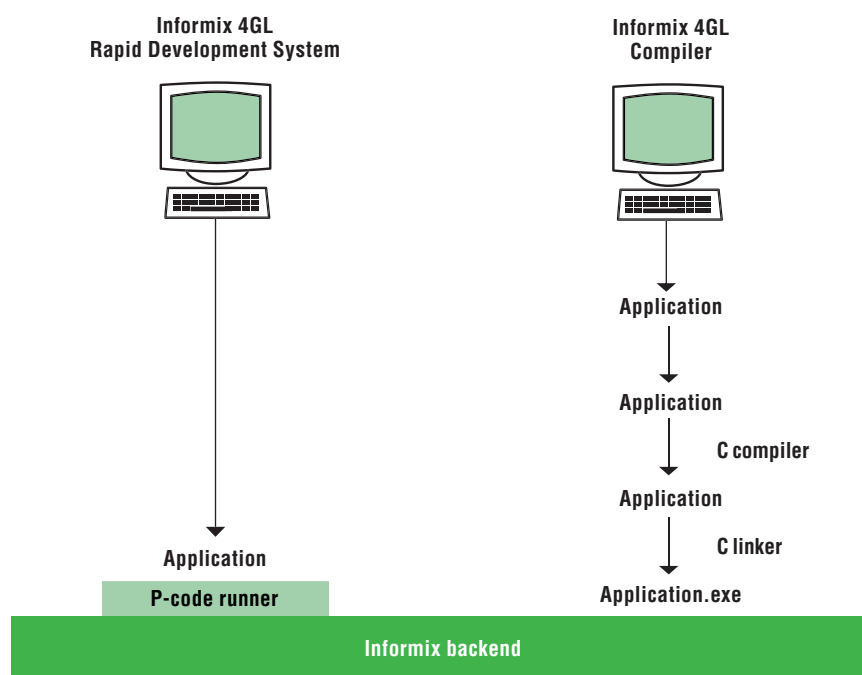 Informix 4GL
Rapid Development System
Informix 4GL
Compiler
Application
Application
C compiler
Application
C linker
Application
P-code runner
Application.exe
Informix backend